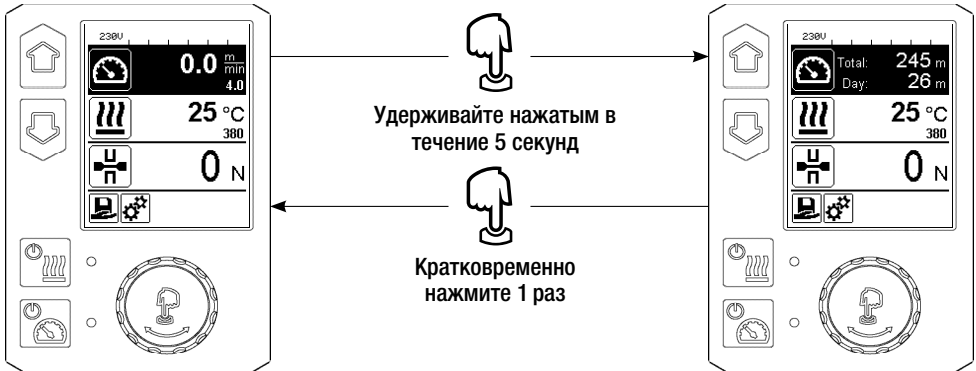 230V
0.0 m/min
4.0
25 °C
380
0 N
Удерживайте нажатым в
течение 5 секунд
Кратковременно
нажмите 1 раз
230V
Total: 245 m
Day: 26 m
25 °C
380
0 N